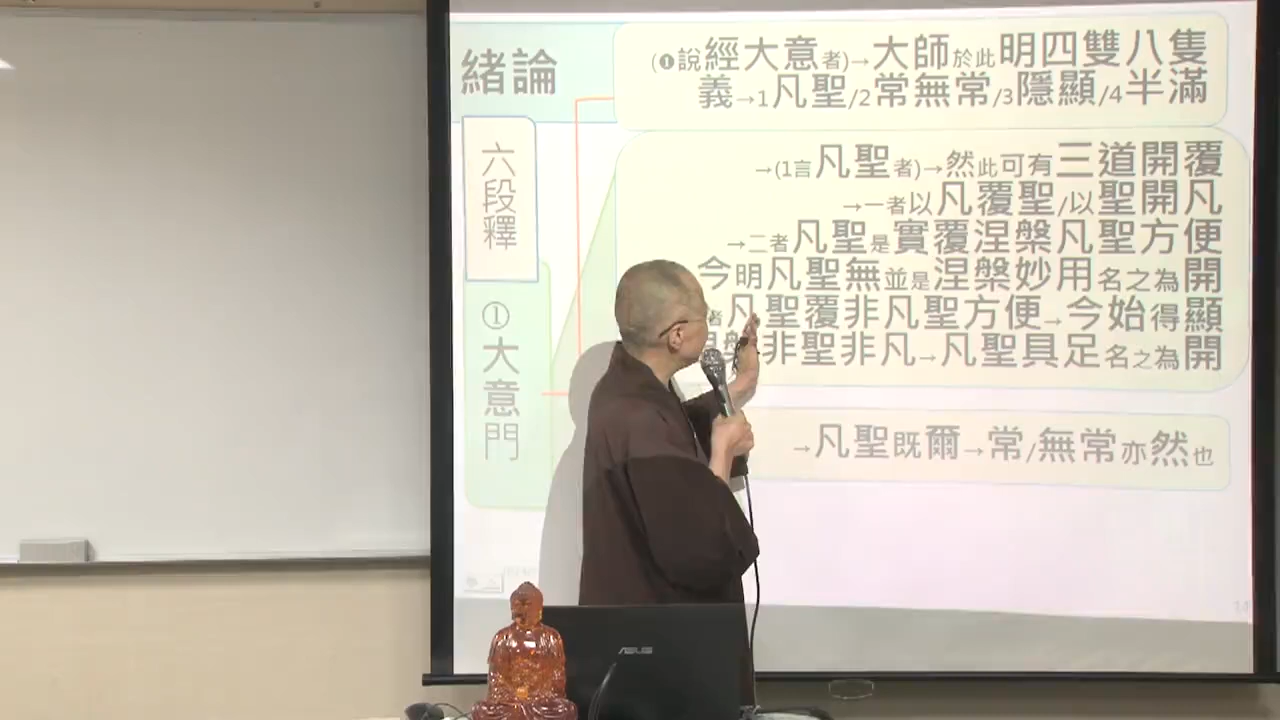 緒論
(❶說經大意者)→大師於此明四雙八隻
義→1凡聖/2常無常/3隱顯/4半滿
六段釋
①大意門
→(1言凡聖者)→然此可有三道開覆
→一者以凡覆聖/以聖開凡
→二者凡聖是實覆涅槃凡聖方便
今明凡聖無並是涅槃妙用名之為開
者凡聖覆非凡聖方便→今始得顯
非聖非凡→凡聖具足名之為開
→凡聖既爾→常/無常亦然也
ASUS